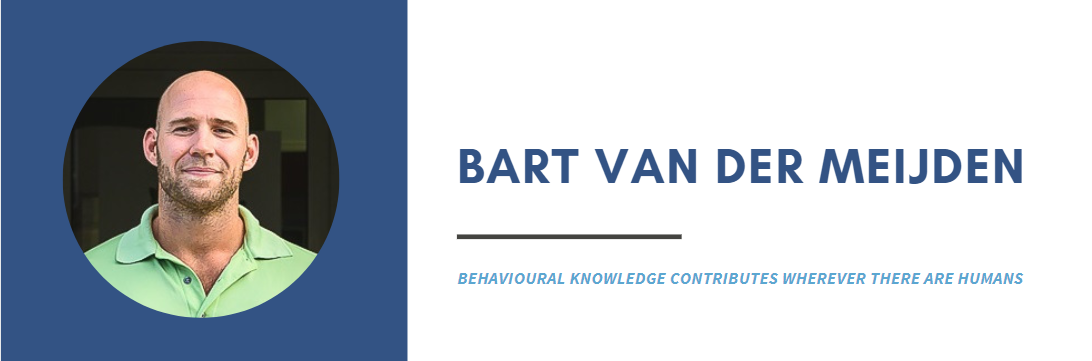 BART VAN DER MEIJDEN
BEHAVIOURAL KNOWLEDGE CONTRIBUTES WHEREVER THERE ARE HUMANS